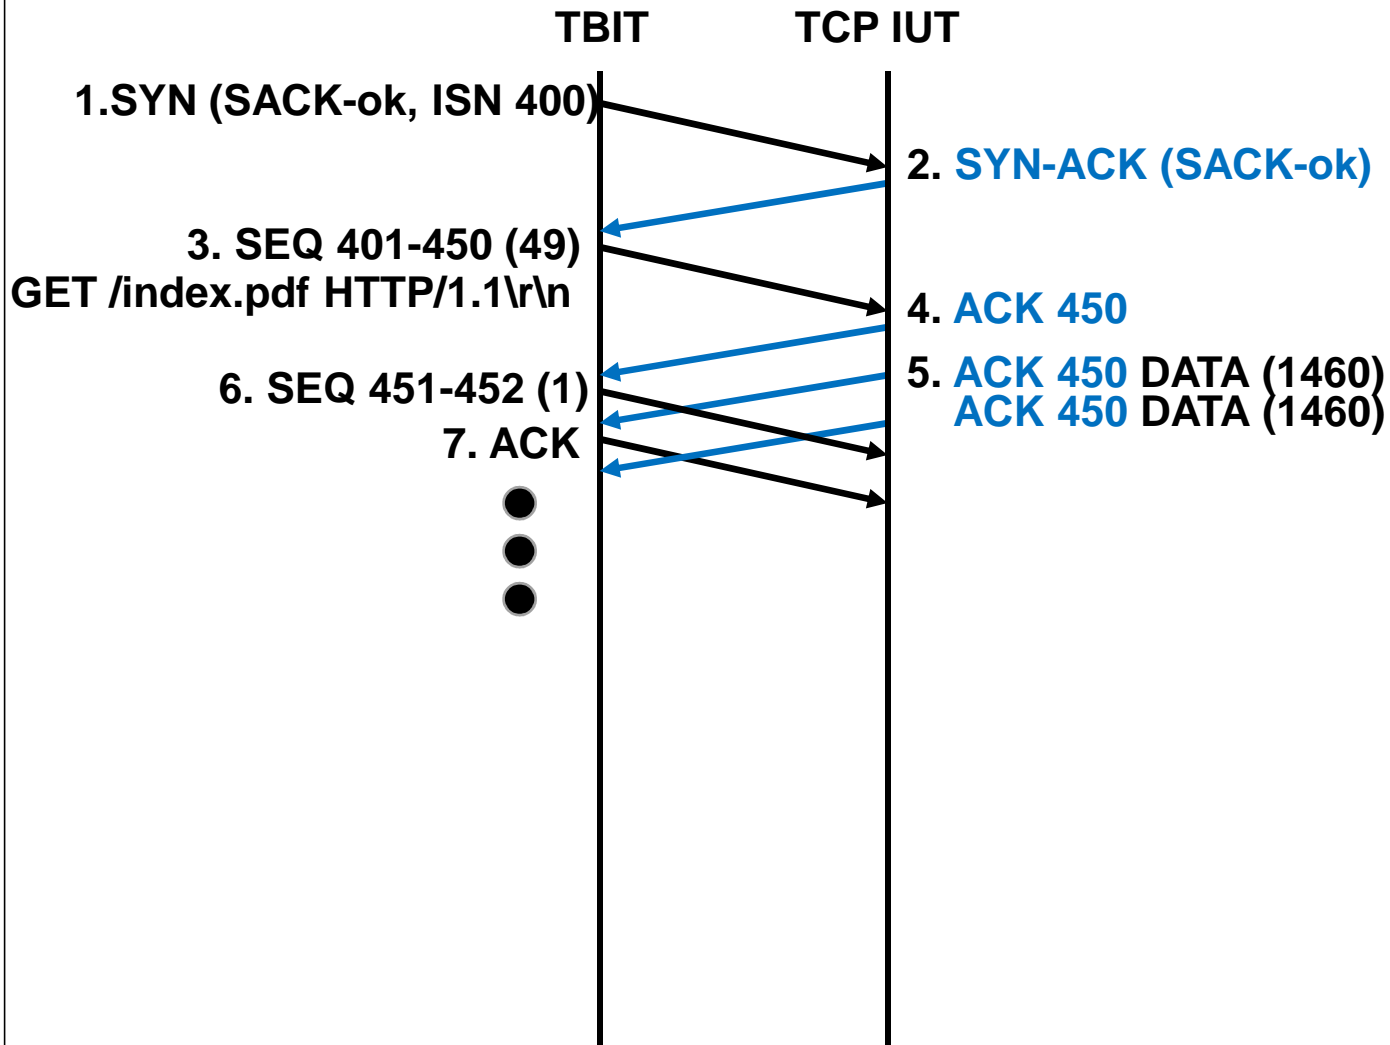 TBIT TCP IUT
1.SYN (SACK-ok, ISN 400)
2. SYN-ACK (SACK-ok)
3. SEQ 401-450 (49)
GET /index.pdf HTTP/1.1\r\n
4. ACK 450
5. ACK 450 DATA (1460)
ACK 450 DATA (1460)
6. SEQ 451-452 (1)
7. ACK